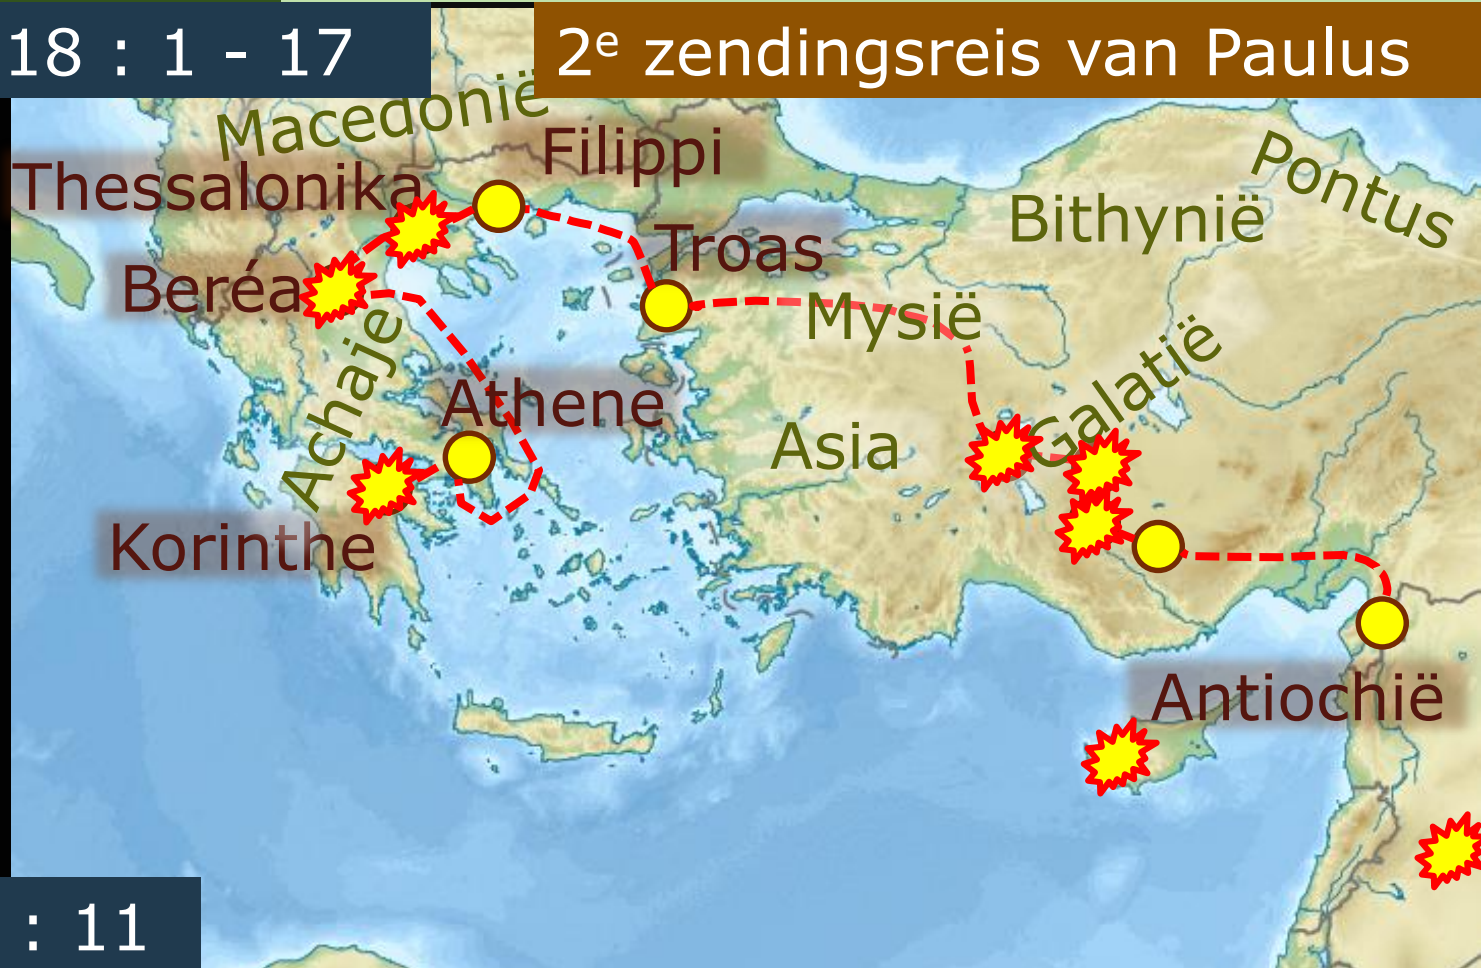 18 : 1 - 17
2e zendingsreis van Paulus
Macedonië
Filippi
Pontus
Thessalonika
Bithynië
Troas
Beréa
Mysië
Achaje
Galatië
Athene
Asia
Korinthe
Antiochië
: 11